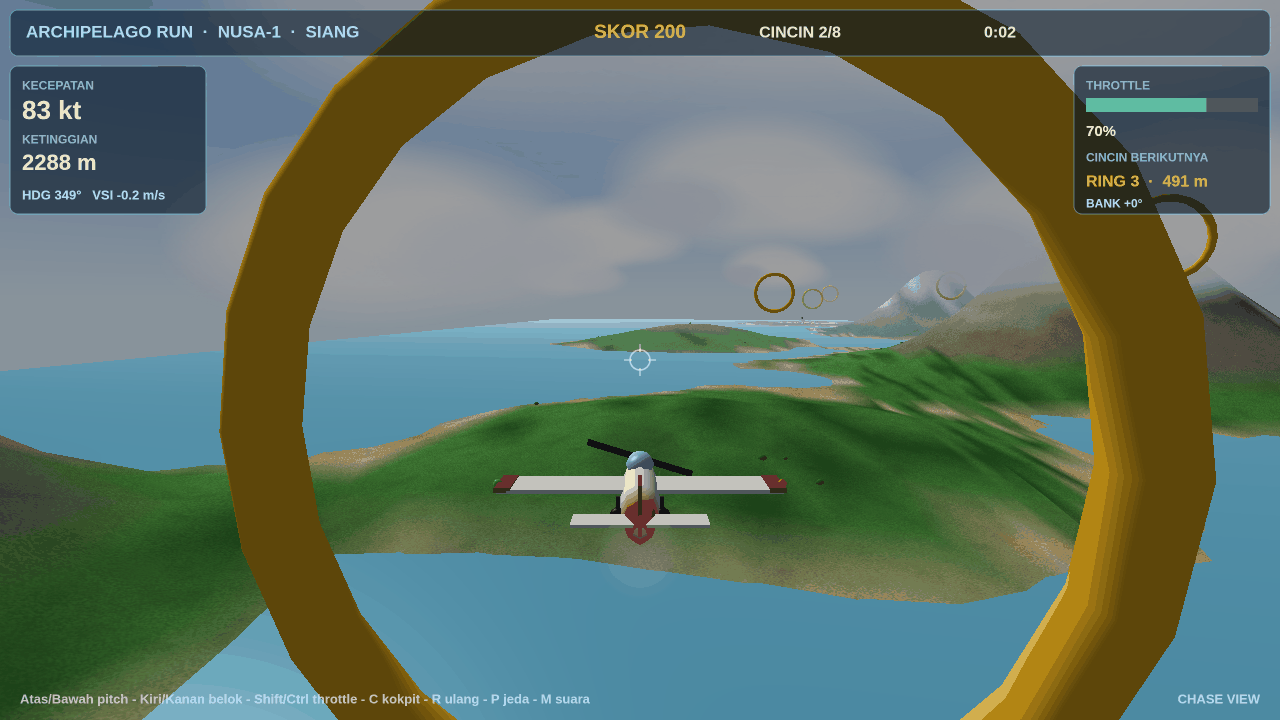 ARCHIPELAGO RUN · NUSA-1 · SIANG
SKOR 200
CINCIN 2/8
0:02
KECEPATAN
83 kt
KETINGGIAN
2288 m
HDG 349° VSI -0.2 m/s
THROTTLE
70%
CINCIN BERIKUTNYA
RING 3 · 491 m
BANK +0°
Atas/Bawah pitch - Kiri/Kanan belok - Shift/Ctrl throttle - C kokpit - R ulang - P jeda - M suara
CHASE VIEW